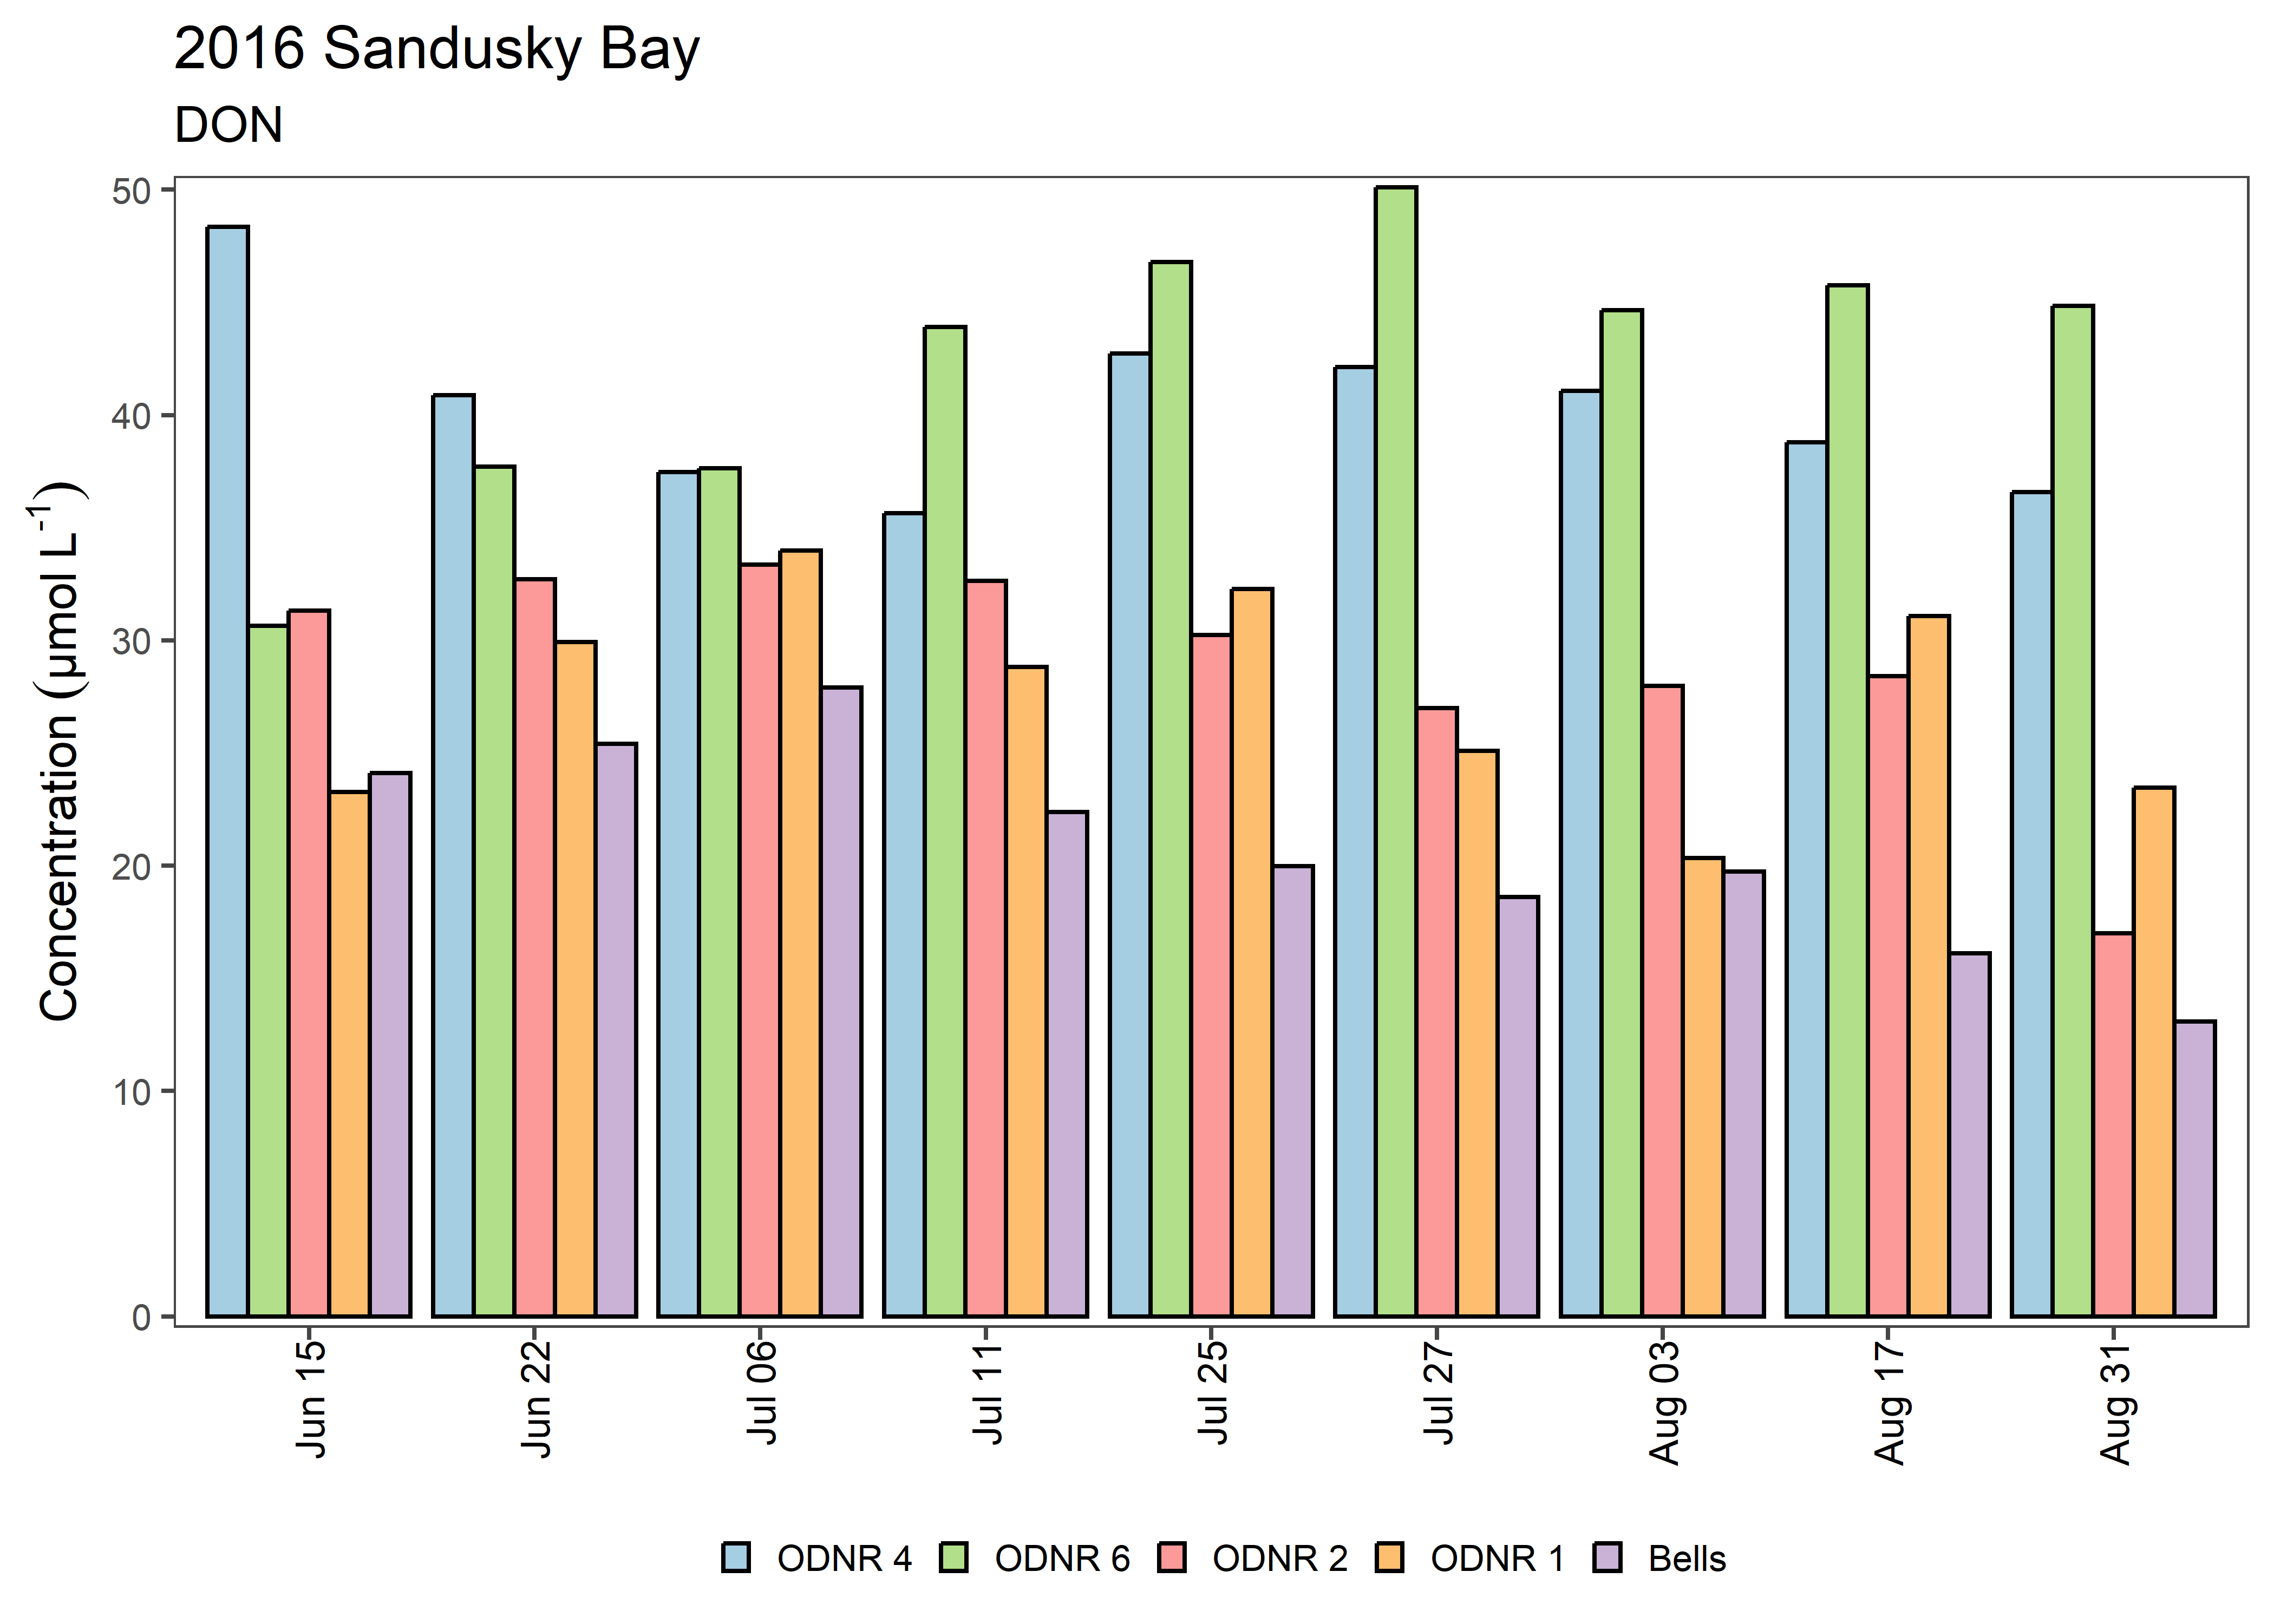 2016 Sandusky Bay
DON
Concentration (μmol L⁻¹)
50
40
30
20
10
0
Jun 15
Jun 22
Jul 06
Jul 11
Jul 25
Jul 27
Aug 03
Aug 17
Aug 31
ODNR 4
ODNR 6
ODNR 2
ODNR 1
Bells